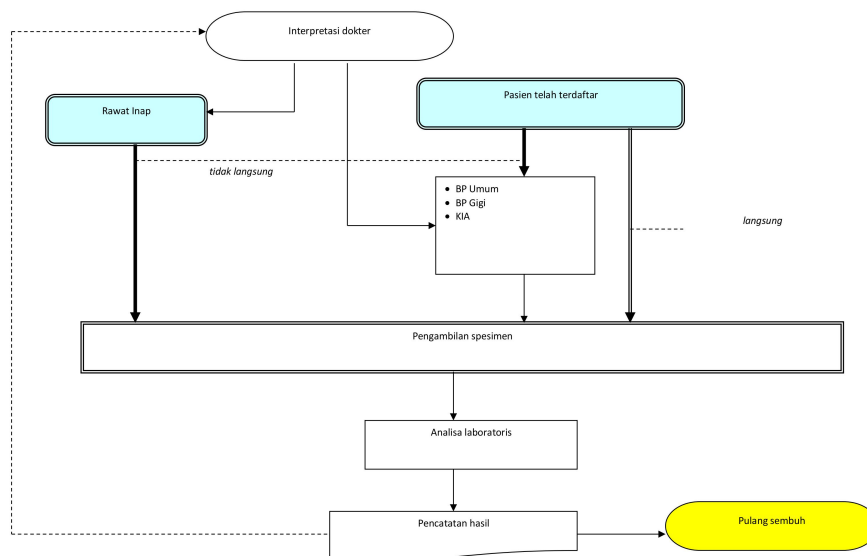 Interpretasi dokter
Pasien telah terdaftar
Rawat Inap
tidak langsung
• BP Umum
• BP Gigi
• KIA
langsung
Pengambilan spesimen
Analisa laboratoris
Pencatatan hasil
Pulang sembuh